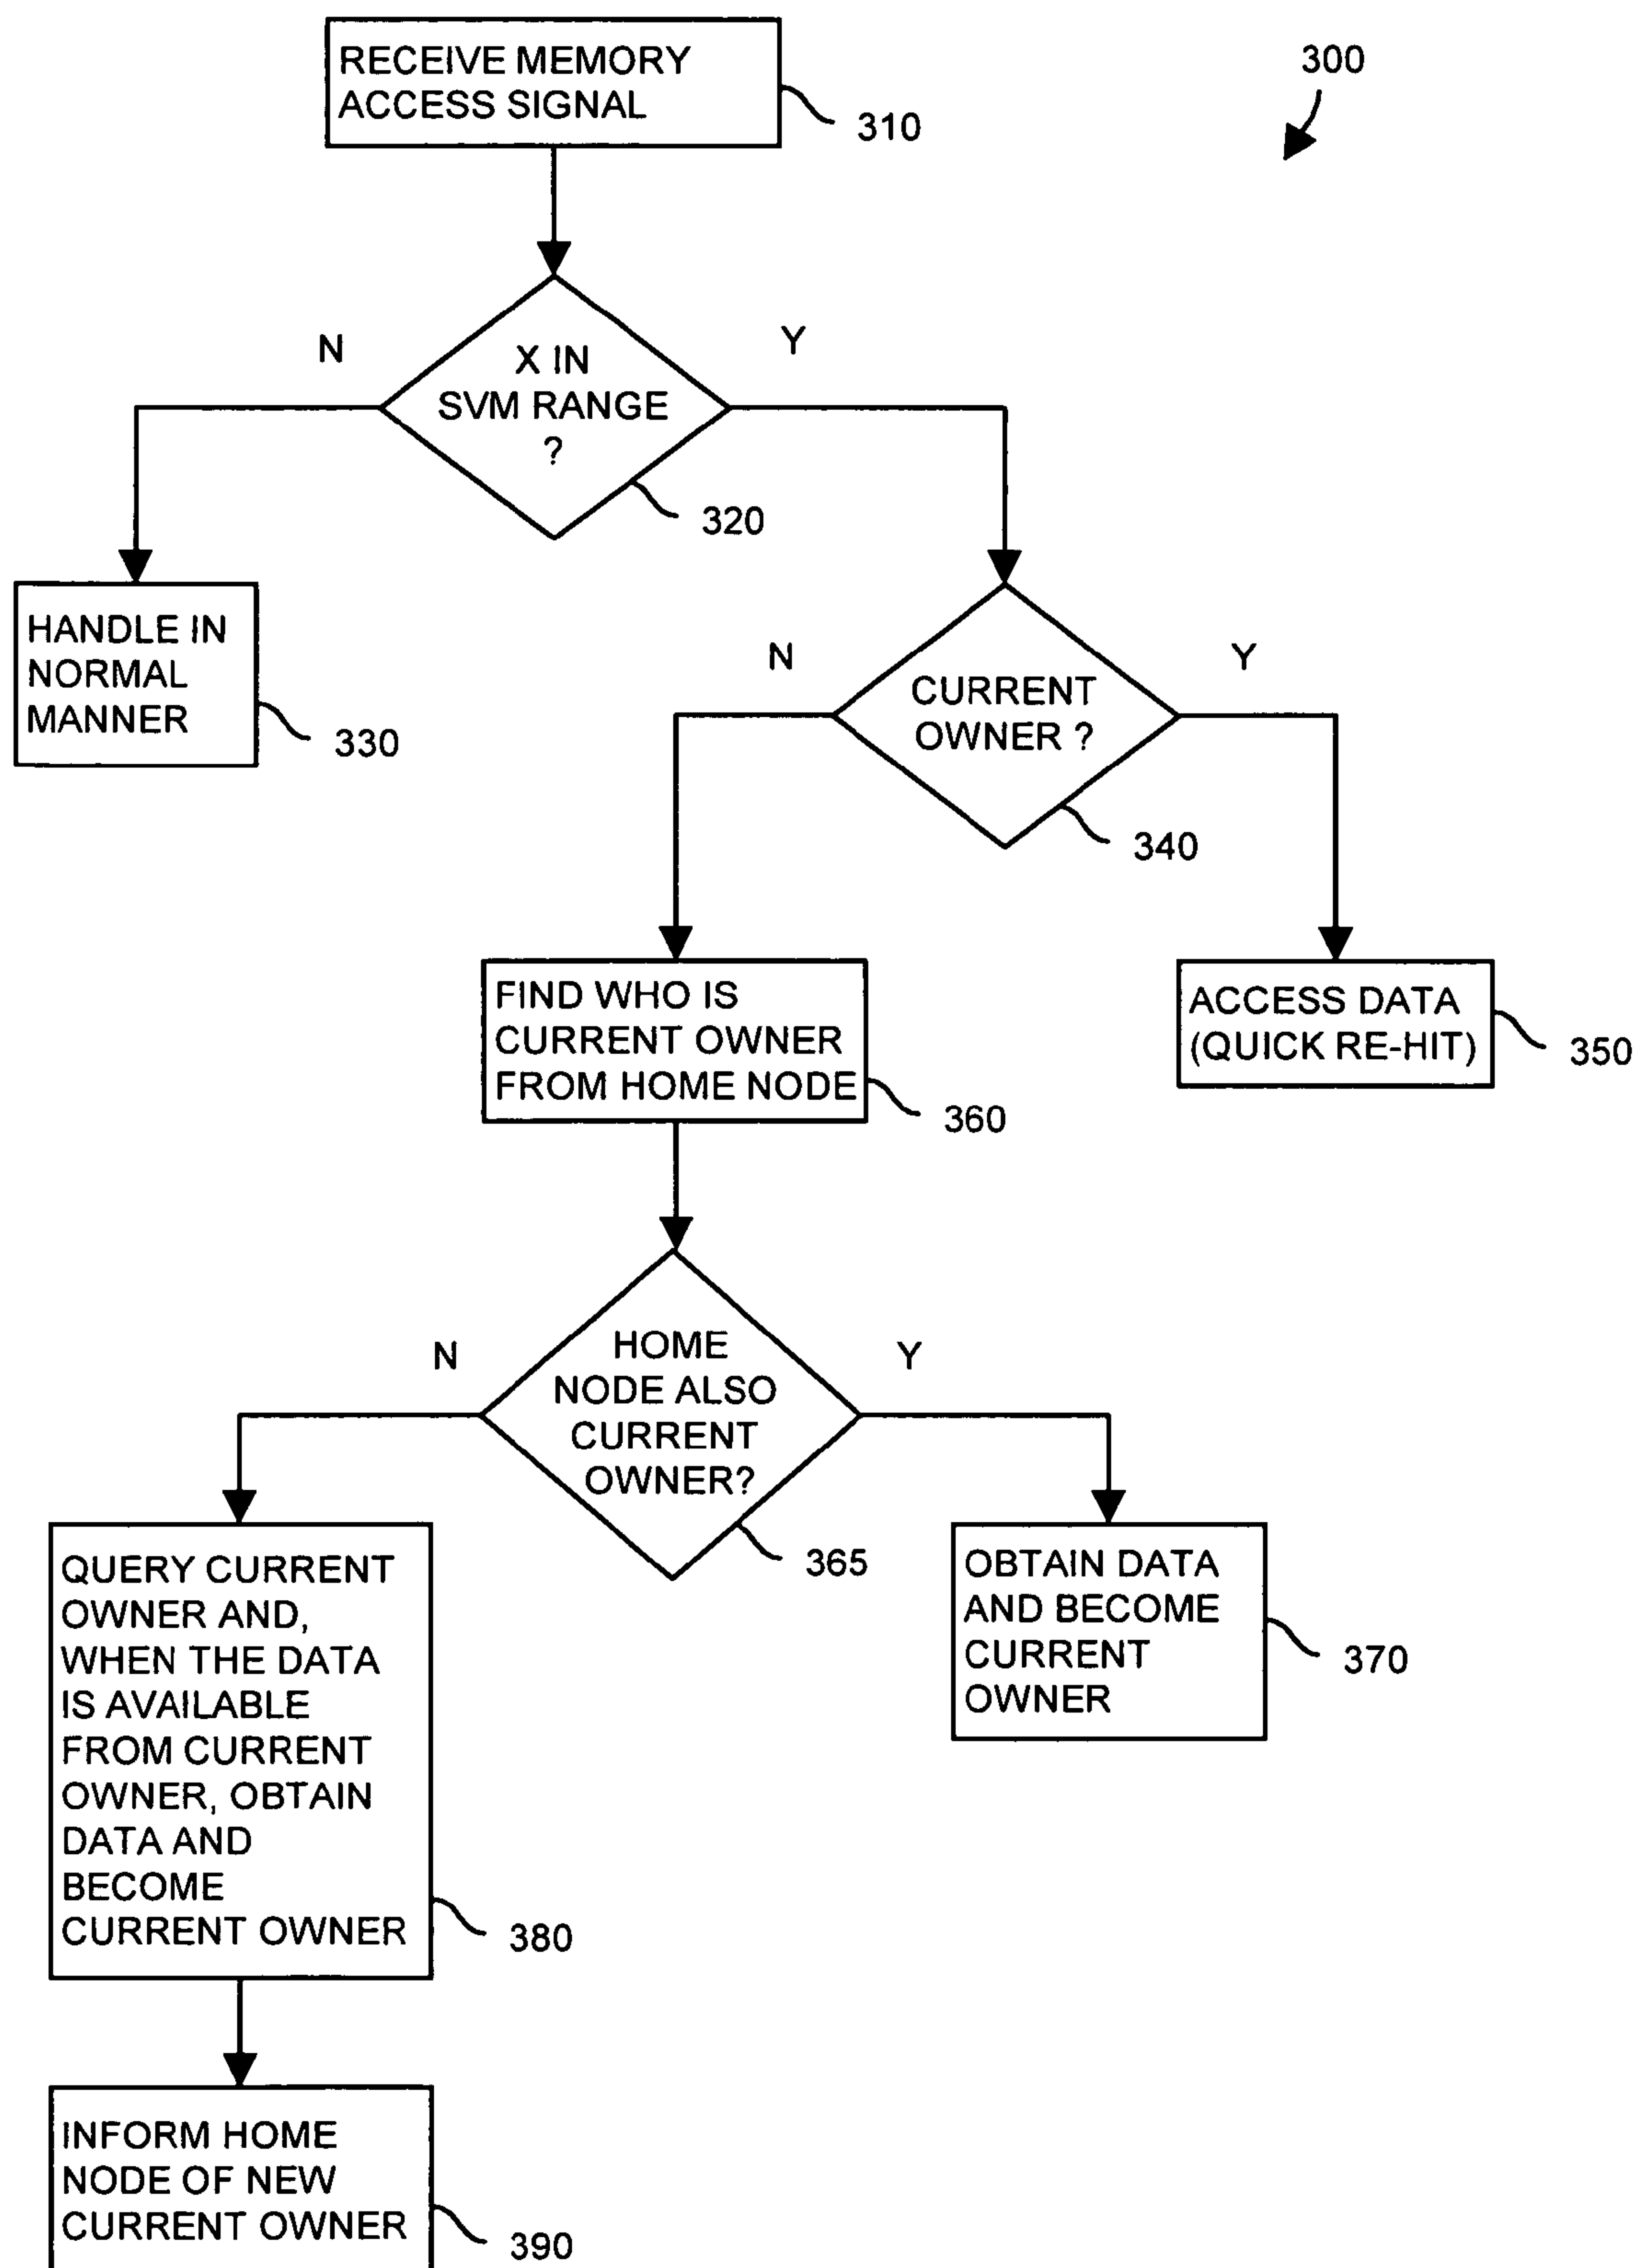 RECEIVE MEMORY
ACCESS SIGNAL
310
300
X IN
SVM RANGE
?
N
Y
320
HANDLE IN
NORMAL
MANNER
330
CURRENT
OWNER ?
N
Y
340
FIND WHO IS
CURRENT OWNER
FROM HOME NODE
360
ACCESS DATA
(QUICK RE-HIT)
350
HOME
NODE ALSO
CURRENT
OWNER?
N
Y
365
QUERY CURRENT
OWNER AND,
WHEN THE DATA
IS AVAILABLE
FROM CURRENT
OWNER, OBTAIN
DATA AND
BECOME
CURRENT OWNER
380
OBTAIN DATA
AND BECOME
CURRENT
OWNER
370
INFORM HOME
NODE OF NEW
CURRENT OWNER
390